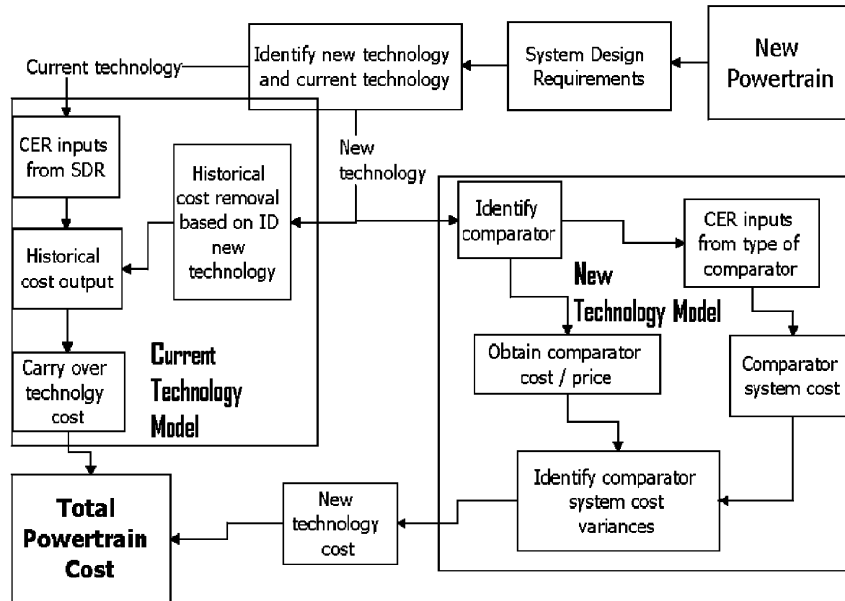 New
Powertrain
System Design
Requirements
Identify new technology
and current technology
Current technology
New
technology
CER inputs
from SDR
Historical
cost removal
based on ID
new
technology
Historical
cost output
Carry over
technolgy
cost
Current
Technology
Model
Identify
comparator
CER inputs
from type of
comparator
New
Technology Model
Obtain comparator
cost / price
Comparator
system cost
Identify comparator
system cost
variances
New
technology
cost
Total
Powertrain
Cost